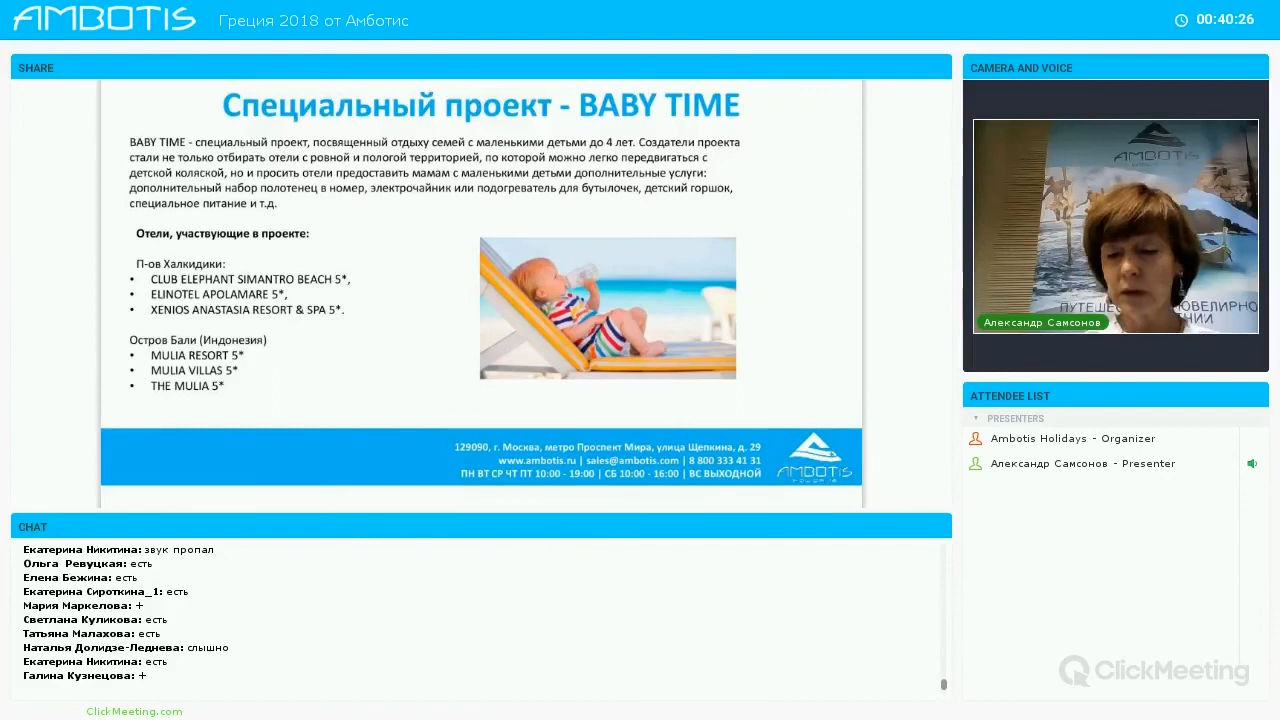 AMBOTIS
Греция 2018 от Амботис
00:40:26
SHARE
Специальный проект - BABY TIME
BABY TIME - специальный проект, посвященный отдыху семей с маленькими детьми до 4 лет. Создатели проекта
стали не только отбирать отели с ровной и пологой территорией, по которой можно легко передвигаться с
детской коляской, но и просить отели предоставить мамам с маленькими детьми дополнительные услуги:
дополнительный набор полотенец в номер, электрочайник или подогреватель для бутылочек, детский горшок,
специальное питание и т.д.
Отели, участвующие в проекте:
П-ов Халкидики:
• CLUB ELEPHANT SIMANTRO BEACH 5*,
• ELINOTEL APOLAMARE 5*,
• XENIOS ANASTASIA RESORT & SPA 5*.
Остров Бали (Индонезия)
• MULIA RESORT 5*
• MULIA VILLAS 5*
• THE MULIA 5*
129090, г. Москва, метро Проспект Мира, улица Щепкина, д. 29
www.ambotis.ru | sales@ambotis.com | 8 800 333 41 31
ПН ВТ СР ЧТ ПТ 10:00 - 19:00 | СБ 10:00 - 16:00 | ВС ВЫХОДНОЙ
AMBOTIS
HOLIDAYS
CAMERA AND VOICE
AMBOTIS
Александр Самсонов
ATTENDEE LIST
PRESENTERS
Ambotis Holidays - Organizer
Александр Самсонов - Presenter
CHAT
Екатерина Никитина: звук пропал
Ольга Ревуцкая: есть
Елена Бежина: есть
Екатерина Сироткина_1: есть
Мария Маркелова: +
Светлана Куликова: есть
Татьяна Малахова: есть
Наталья Долидзе-Леднева: слышно
Екатерина Никитина: есть
Галина Кузнецова: +
ClickMeeting
ClickMeeting.com